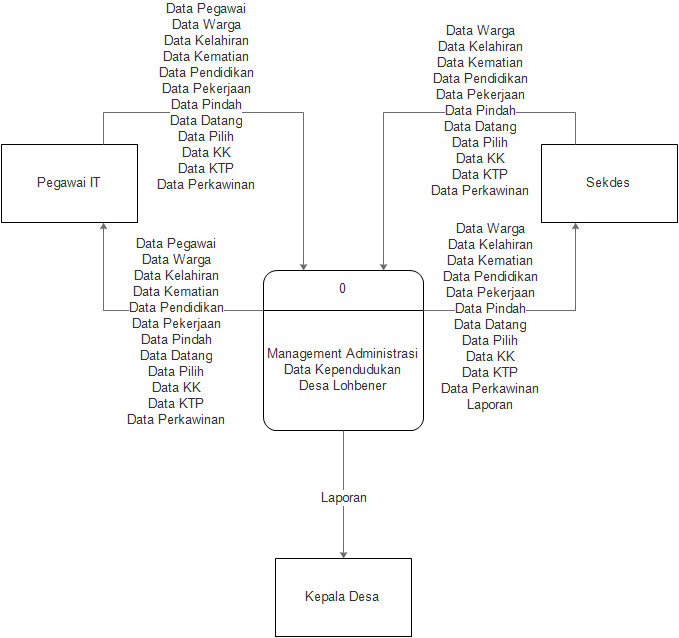 Data Pegawai
Data Warga
Data Kelahiran
Data Kematian
Data Pendidikan
Data Pekerjaan
Data Pindah
Data Datang
Data Pilih
Data KK
Data KTP
Data Perkawinan
Data Warga
Data Kelahiran
Data Kematian
Data Pendidikan
Data Pekerjaan
Data Pindah
Data Datang
Data Pilih
Data KK
Data KTP
Data Perkawinan
Pegawai IT
Sekdes
Data Pegawai
Data Warga
Data Kelahiran
Data Kematian
Data Pendidikan
Data Pekerjaan
Data Pindah
Data Datang
Data Pilih
Data KK
Data KTP
Data Perkawinan
0
Management Administrasi
Data Kependudukan
Desa Lohbener
Data Warga
Data Kelahiran
Data Kematian
Data Pendidikan
Data Pekerjaan
Data Pindah
Data Datang
Data Pilih
Data KK
Data KTP
Data Perkawinan
Laporan
Laporan
Kepala Desa